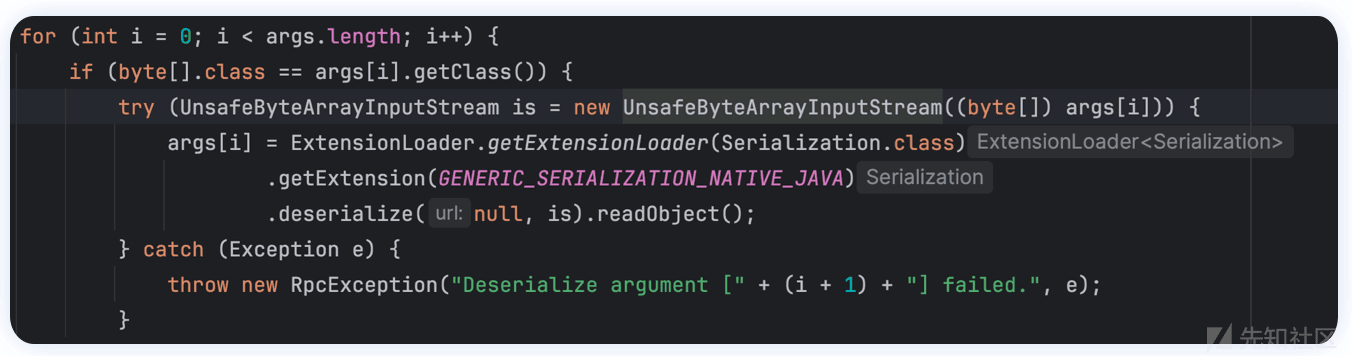 for (int i = 0; i < args.length; i++) {
    if (byte[].class == args[i].getClass()) {
        try (UnsafeByteArrayInputStream is = new UnsafeByteArrayInputStream((byte[]) args[i])) {
            args[i] = ExtensionLoader.getExtensionLoader(Serialization.class) ExtensionLoader<Serialization>
                    .getExtension(GENERIC_SERIALIZATION_NATIVE_JAVA) Serialization
                    .deserialize( url: null, is).readObject();
        } catch (Exception e) {
            throw new RpcException("Deserialize argument [" + (i + 1) + "] failed.", e);
        }
先知社区